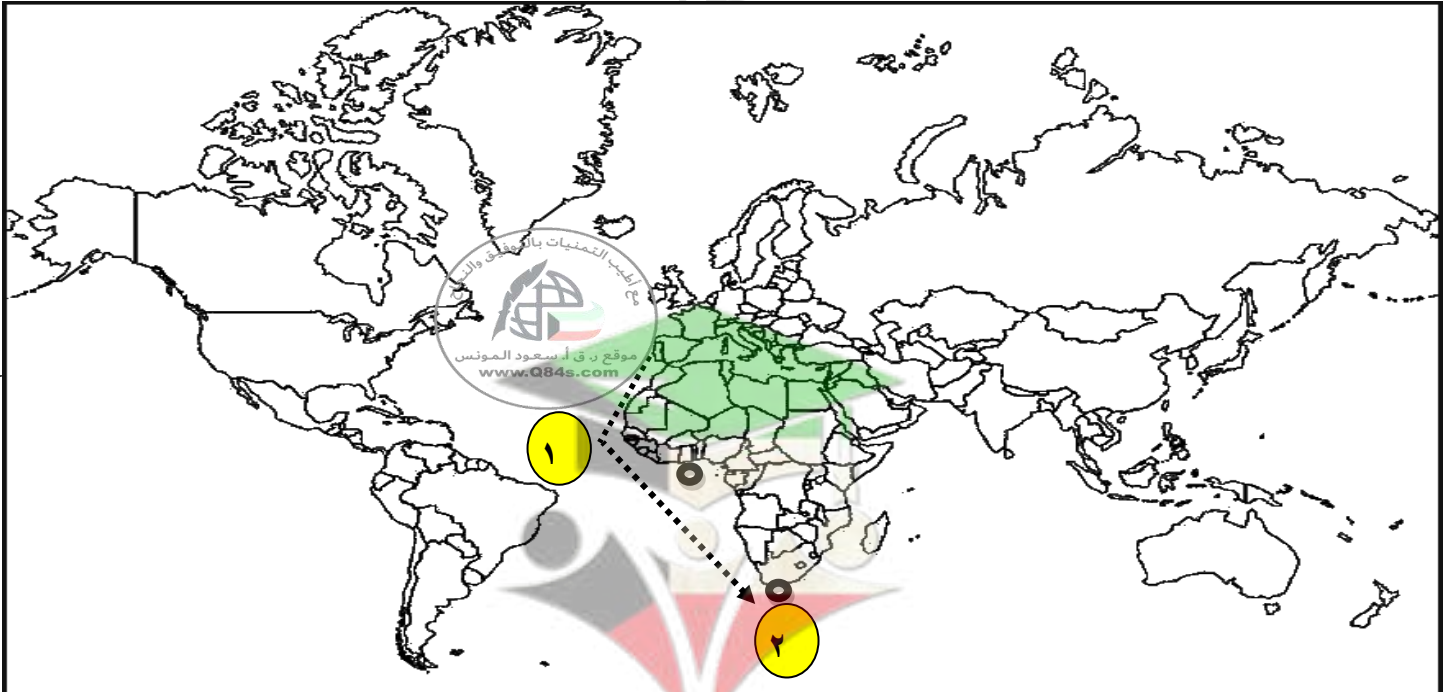 مع أطيب التمنيات بالتوفيق والنجاح
موقع ر. ق أ. سعود المونس
www.Q84s.com
١
٢